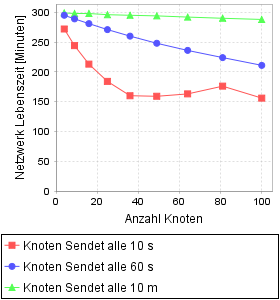 Netzwerk Lebenszeit [Minuten]
300
250
200
150
100
50
0
0 20 40 60 80 100
Anzahl Knoten
Knoten Sendet alle 10 s
Knoten Sendet alle 60 s
Knoten Sendet alle 10 m